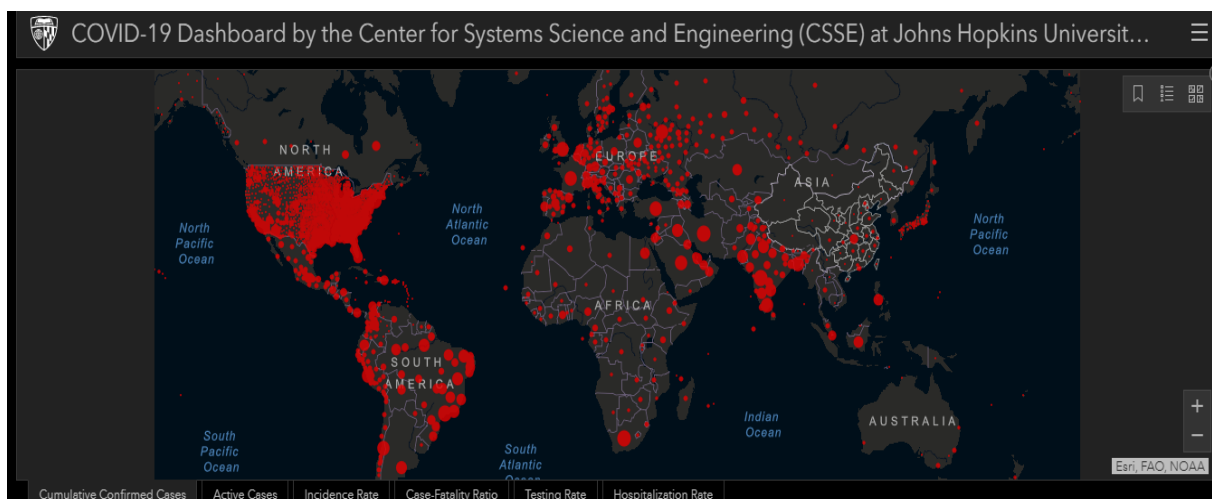 COVID-19 Dashboard by the Center for Systems Science and Engineering (CSSE) at Johns Hopkins Universit...
NORTH
AMERICA
EUROPE
ASIA
North
Pacific
Ocean
North
Atlantic
Ocean
North
Pacific
Ocean
AFRICA
SOUTH
AMERICA
Indian
Ocean
AUSTRALIA
South
Pacific
Ocean
South
Atlantic
Ocean
Esri, FAO, NOAA
Cumulative Confirmed Cases
Active Cases
Incidence Rate
Case-Fatality Ratio
Testing Rate
Hospitalization Rate